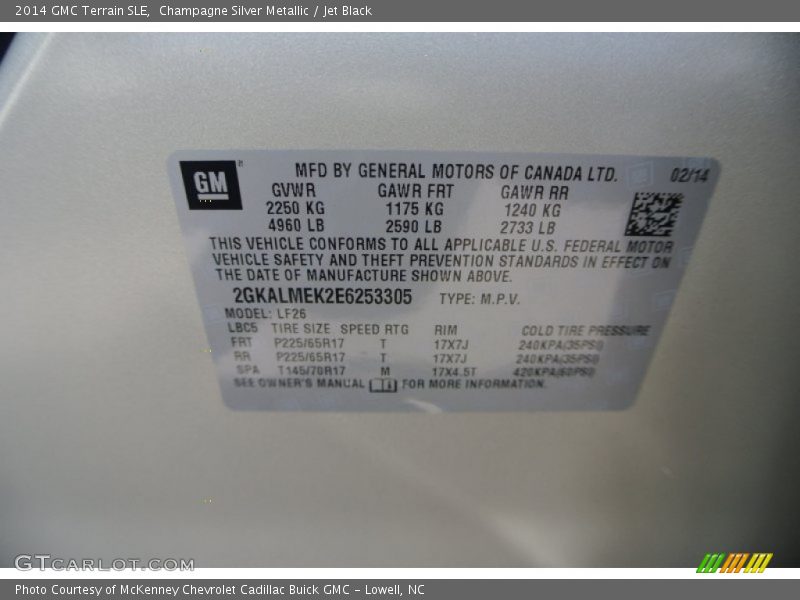 2014 GMC Terrain SLE,  Champagne Silver Metallic / Jet Black
GM
MFD BY GENERAL MOTORS OF CANADA LTD. 02/14
GVWR GAWR FRT GAWR RR
2250 KG 1175 KG 1240 KG
4960 LB 2590 LB 2733 LB
THIS VEHICLE CONFORMS TO ALL APPLICABLE U.S. FEDERAL MOTOR
VEHICLE SAFETY AND THEFT PREVENTION STANDARDS IN EFFECT ON
THE DATE OF MANUFACTURE SHOWN ABOVE.
2GKALMEK2E6253305 TYPE: M.P.V.
MODEL: LF26
LBC5 TIRE SIZE SPEED RTG RIM COLD TIRE PRESSURE
FRT P225/65R17 T 17X7J 240KPA(35PSI)
RR P225/65R17 T 17X7J 240KPA(35PSI)
SPA T145/70R17 M 17X4.5T 420KPA(60PSI)
SEE OWNER'S MANUAL FOR MORE INFORMATION.
GTCARLOT.COM
Photo Courtesy of McKenney Chevrolet Cadillac Buick GMC - Lowell, NC